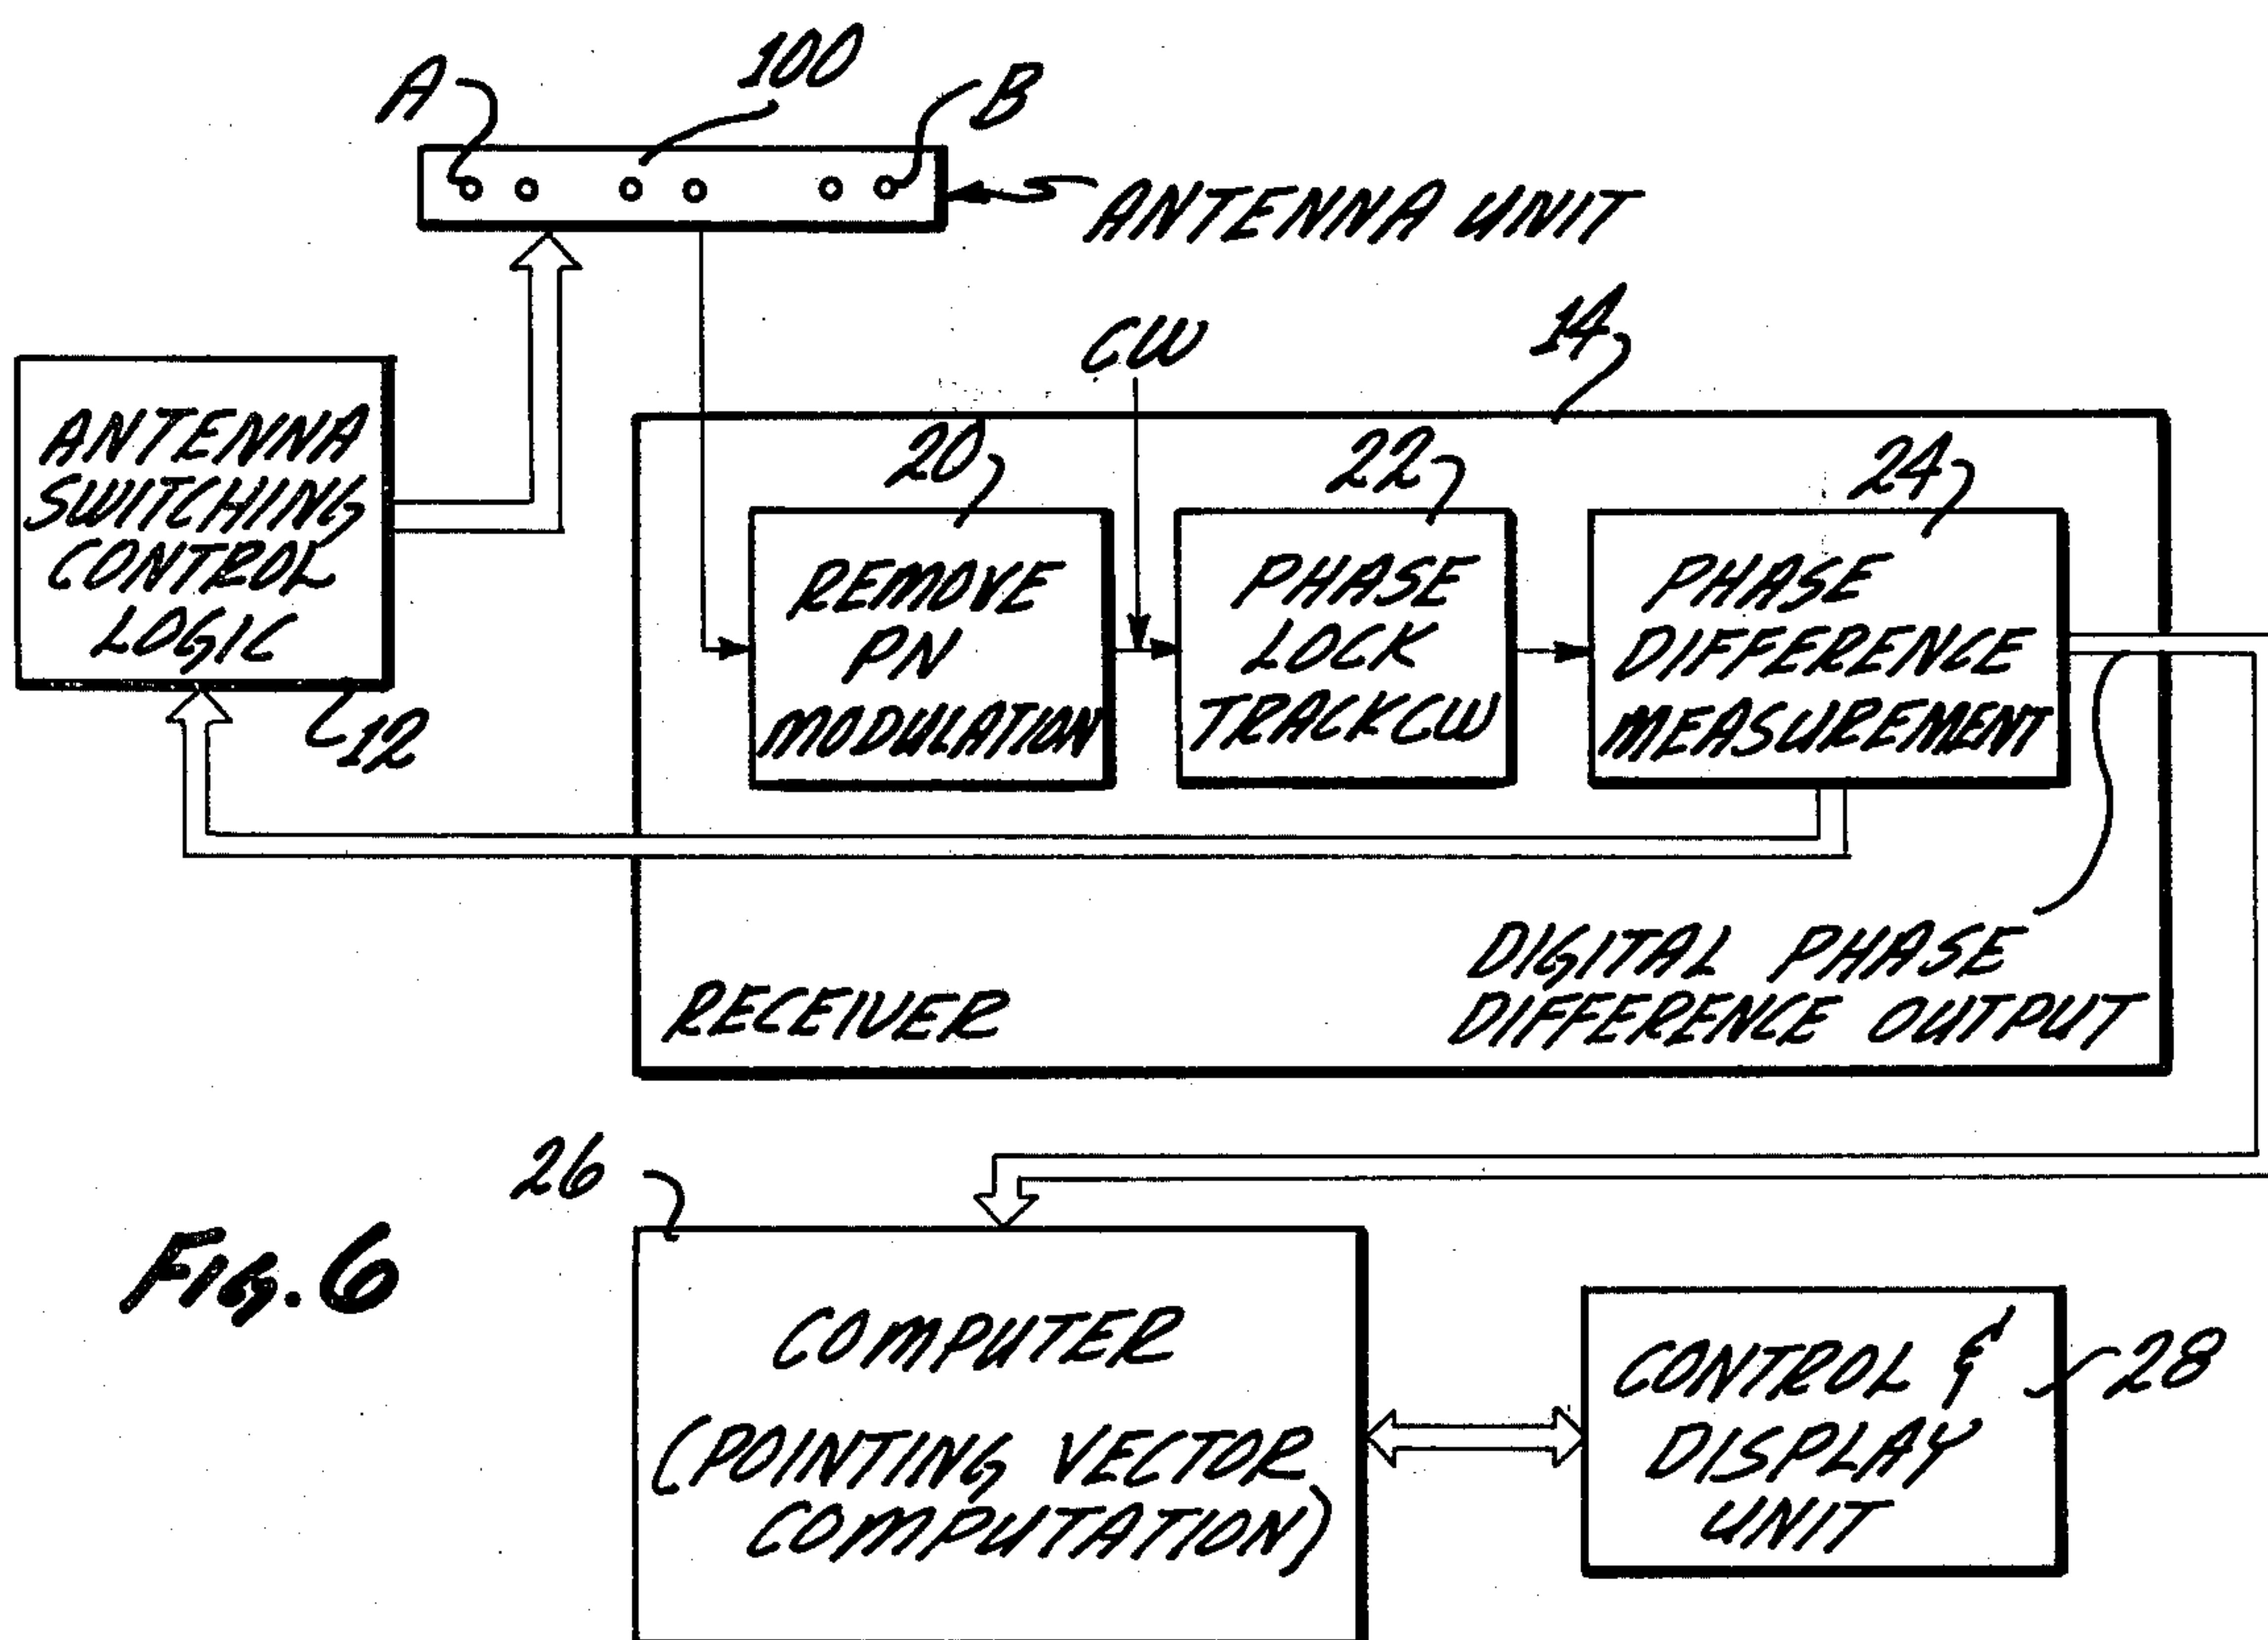 A
100
B
ANTENNA UNIT
CW
14
ANTENNA
SWITCHING
CONTROL
LOGIC
12
20
22
24
REMOVE
PN
MODULATION
PHASE
LOCK
TRACK CW
PHASE
DIFFERENCE
MEASUREMENT
RECEIVER
DIGITAL PHASE
DIFFERENCE OUTPUT
26
FIG. 6
COMPUTER
(POINTING VECTOR
COMPUTATION)
CONTROL &
DISPLAY
UNIT
28